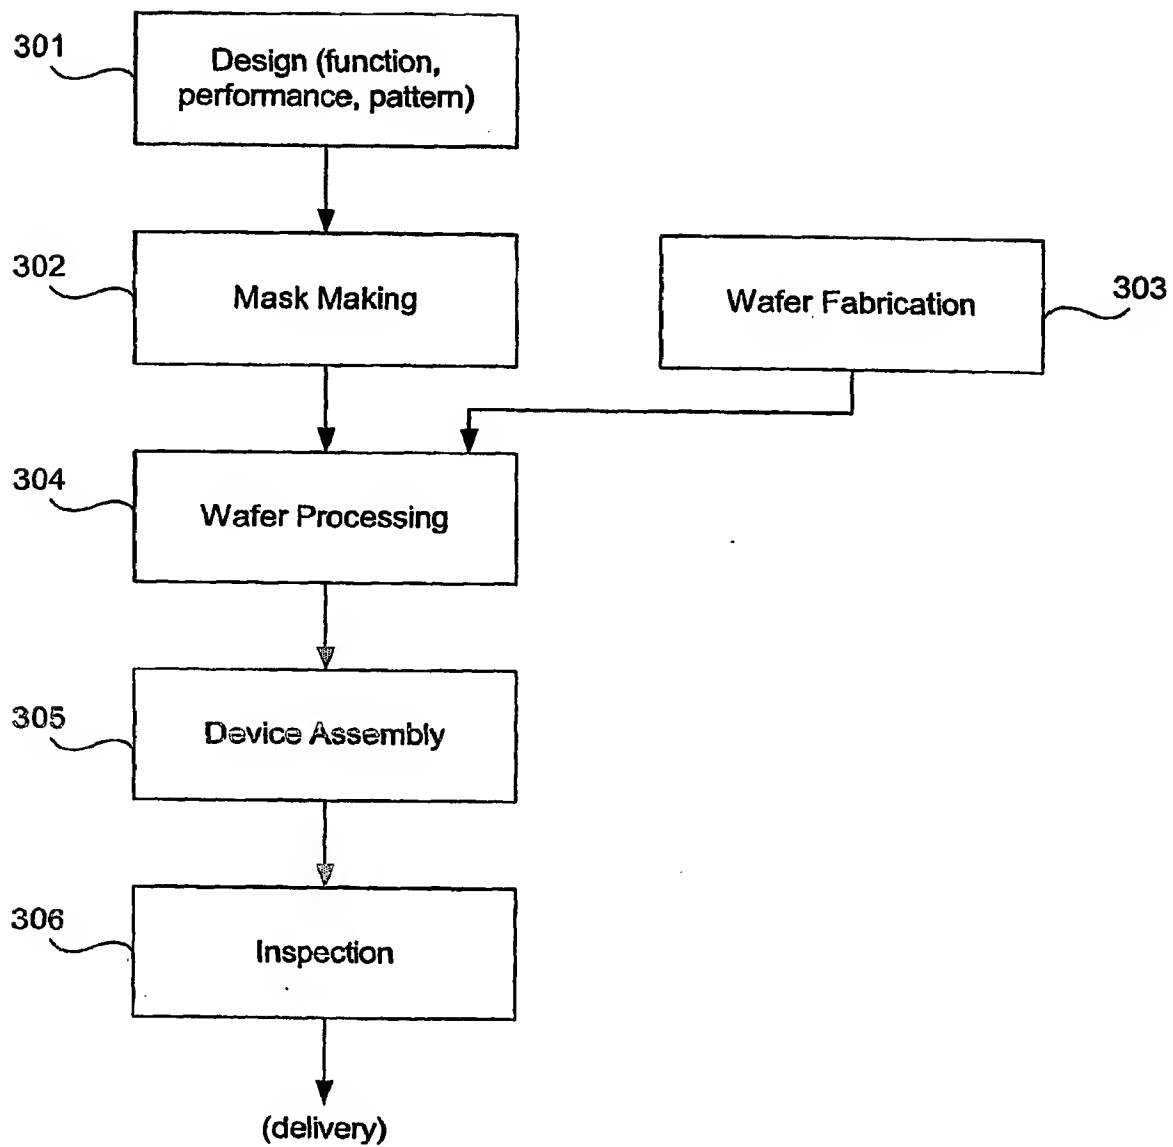 301
Design (function,
performance, pattern)
302
Mask Making
Wafer Fabrication
303
304
Wafer Processing
305
Device Assembly
306
Inspection
(delivery)